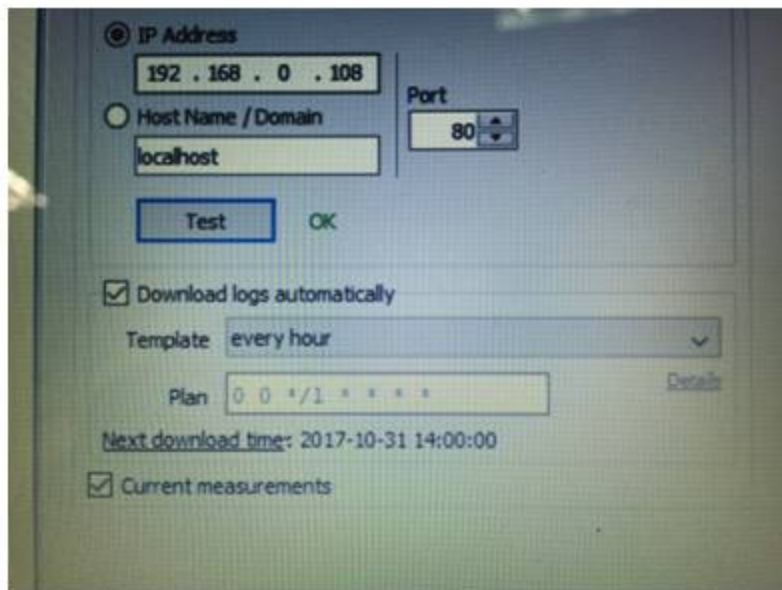 IP Address
192 . 168 . 0 . 108
Port
Host Name / Domain
80
localhost
Test OK
Download logs automatically
Template every hour
Details
Plan 0 0 */1 * * * *
Next download time: 2017-10-31 14:00:00
Current measurements